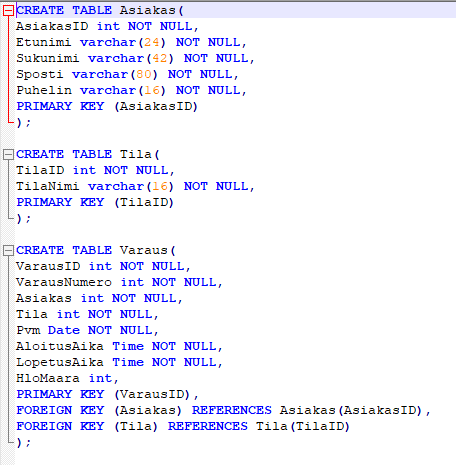 CREATE TABLE Asiakas(
AsiakasID int NOT NULL,
Etunimi varchar(24) NOT NULL,
Sukunimi varchar(42) NOT NULL,
Sposti varchar(80) NOT NULL,
Puhelin varchar(16) NOT NULL,
PRIMARY KEY (AsiakasID)
);
CREATE TABLE Tila(
TilaID int NOT NULL,
TilaNimi varchar(16) NOT NULL,
PRIMARY KEY (TilaID)
);
CREATE TABLE Varaus(
VarausID int NOT NULL,
VarausNumero int NOT NULL,
Asiakas int NOT NULL,
Tila int NOT NULL,
Pvm Date NOT NULL,
AloitusAika Time NOT NULL,
LopetusAika Time NOT NULL,
HloMaara int,
PRIMARY KEY (VarausID),
FOREIGN KEY (Asiakas) REFERENCES Asiakas(AsiakasID),
FOREIGN KEY (Tila) REFERENCES Tila(TilaID)
);